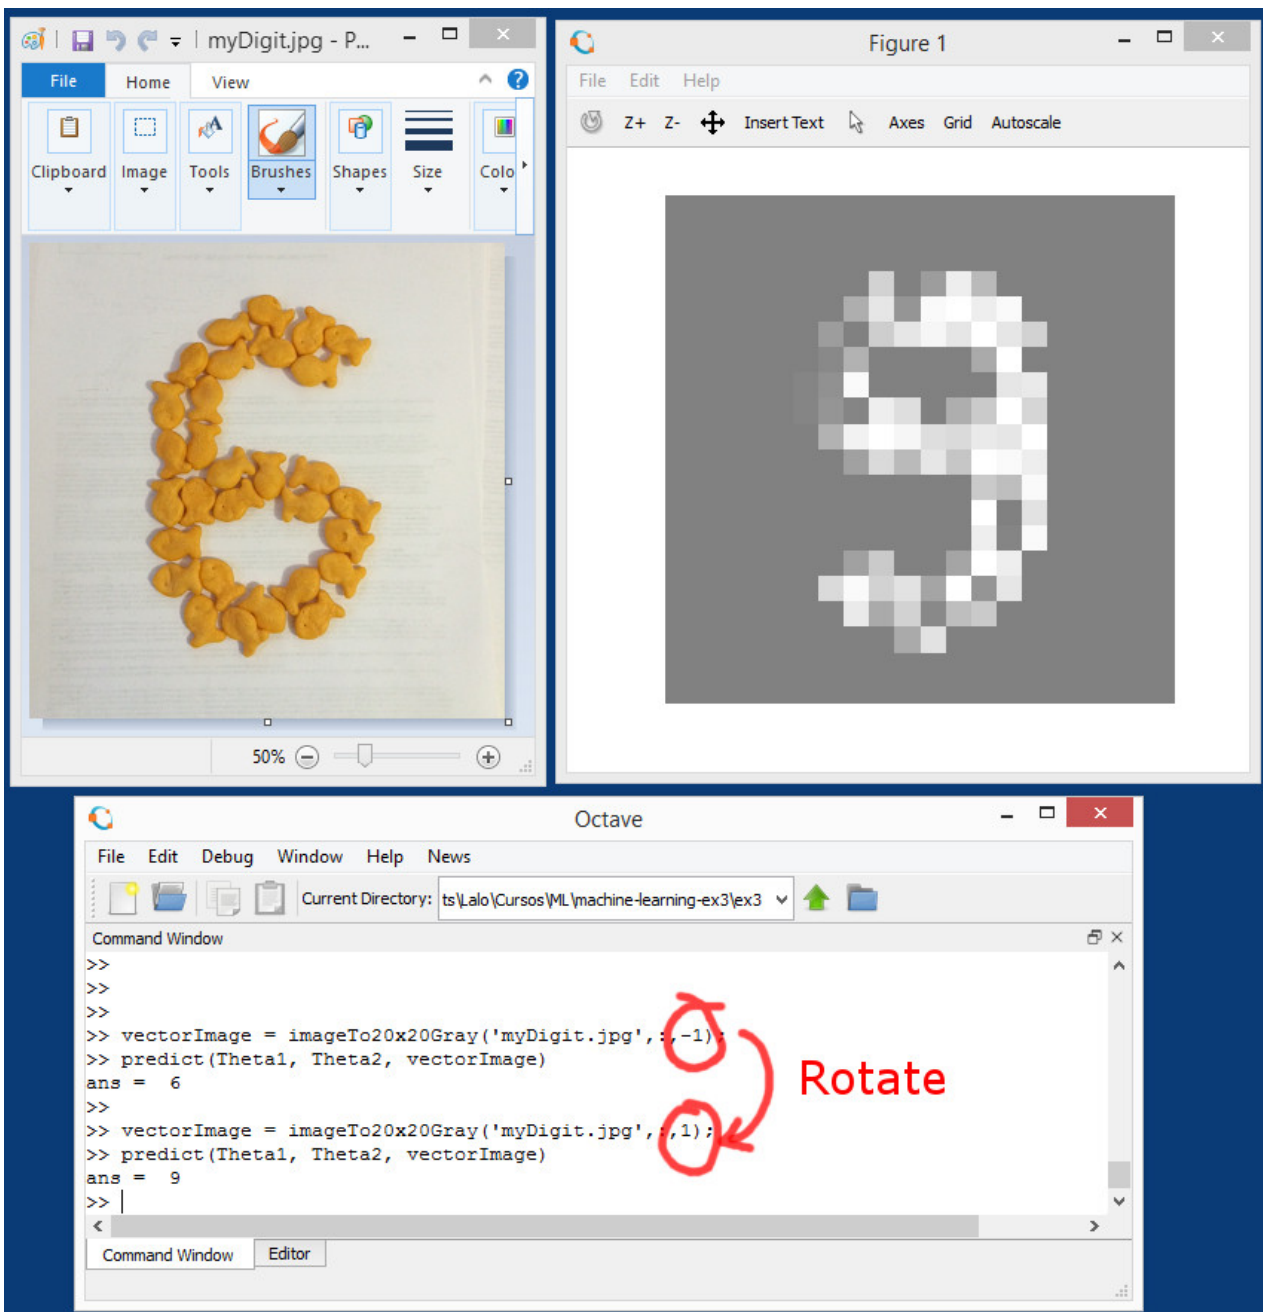 myDigit.jpg - P...
File Home View
Clipboard Image Tools Brushes Shapes Size Colo
50%
Figure 1
File Edit Help
Z+ Z- Insert Text Axes Grid Autoscale
Octave
File Edit Debug Window Help News
Current Directory: ts\Lalo\Cursos\ML\machine-learning-ex3\ex3
Command Window
>>
>>
>>
>> vectorImage = imageTo20x20Gray('myDigit.jpg',:,-1);
>> predict(Theta1, Theta2, vectorImage)
ans =  6
>>
>> vectorImage = imageTo20x20Gray('myDigit.jpg',:,1);
>> predict(Theta1, Theta2, vectorImage)
ans =  9
>>
Rotate
Command Window Editor